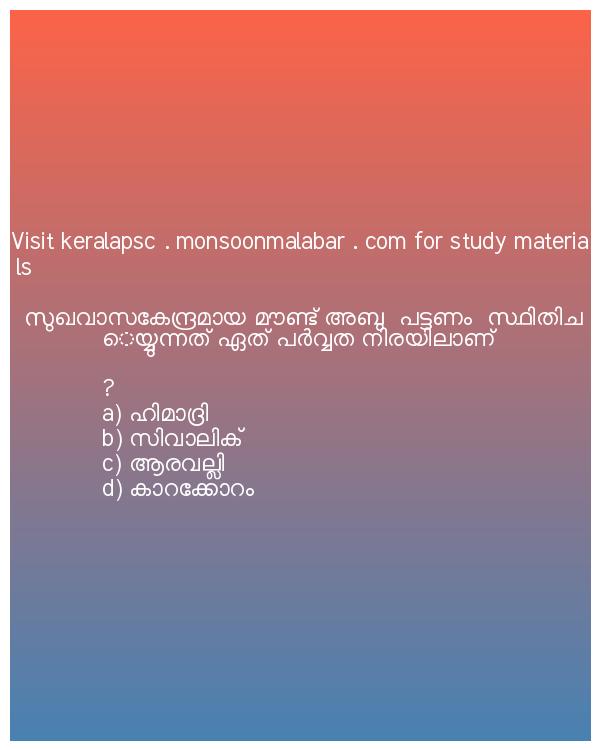 Visit keralapsc . monsoonmalabar . com for study materia
ls
സുഖവാസകേന്ദ്രമായ മൗണ്ട് അബു പട്ടണം സ്ഥിതിച
െയ്യുന്നത് ഏത് പർവ്വത നിരയിലാണ്
?
a) ഹിമാദ്രി
b) സിവാലിക്
c) ആരവല്ലി
d) കാറക്കോറം